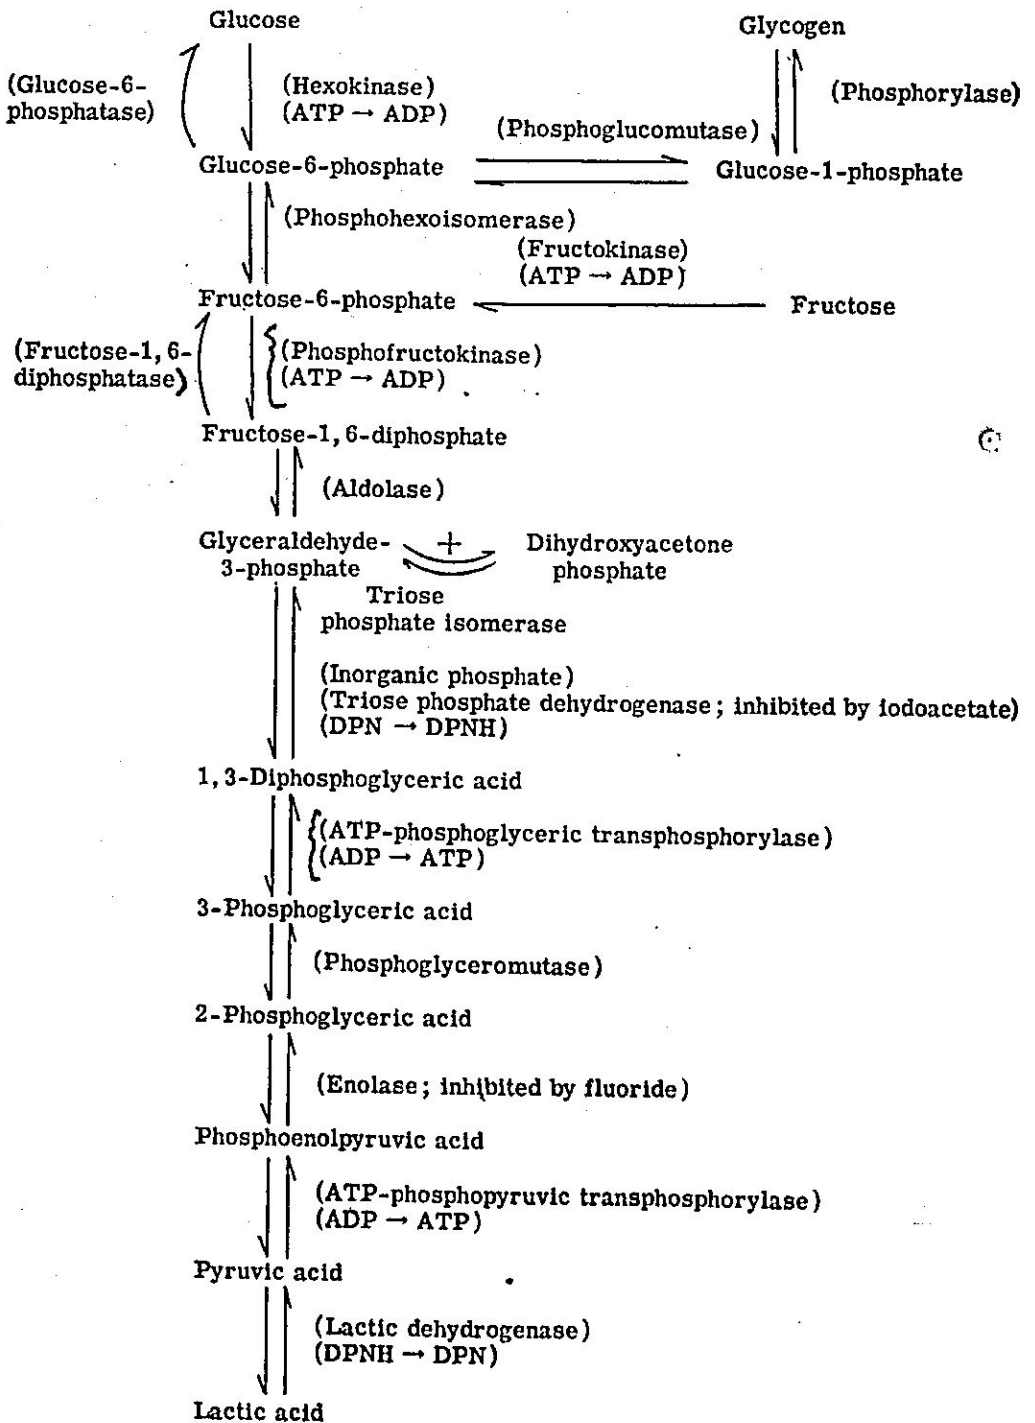 Glucose
Glycogen
(Glucose-6-
phosphatase)
(Hexokinase)
(ATP → ADP)
(Phosphorylase)
(Phosphoglucomutase)
Glucose-6-phosphate
Glucose-1-phosphate
(Phosphohexoisomerase)
(Fructokinase)
(ATP → ADP)
Fructose-6-phosphate
Fructose
(Fructose-1,6-
diphosphatase)
(Phosphofructokinase)
(ATP → ADP)
Fructose-1,6-diphosphate
(Aldolase)
Glyceraldehyde-
3-phosphate
+
Dihydroxyacetone
phosphate
Triose
phosphate isomerase
(Inorganic phosphate)
(Triose phosphate dehydrogenase; inhibited by iodoacetate)
(DPN → DPNH)
1,3-Diphosphoglyceric acid
(ATP-phosphoglyceric transphosphorylase)
(ADP → ATP)
3-Phosphoglyceric acid
(Phosphoglyceromutase)
2-Phosphoglyceric acid
(Enolase; inhibited by fluoride)
Phosphoenolpyruvic acid
(ATP-phosphopyruvic transphosphorylase)
(ADP → ATP)
Pyruvic acid
(Lactic dehydrogenase)
(DPNH → DPN)
Lactic acid